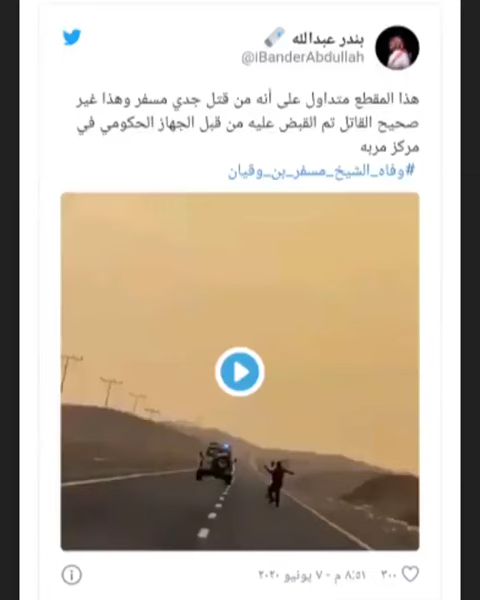 بندر عبدالله
@iBanderAbdullah
هذا المقطع متداول على أنه من قتل جدي مسفر وهذا غير
صحيح القاتل تم القبض عليه من قبل الجهاز الحكومي في
مركز مربه
#وفاه_الشيخ_مسفر_بن_وقيان
٣٠٠ ٨:٥١ م - ٧ يونيو ٢٠٢٠